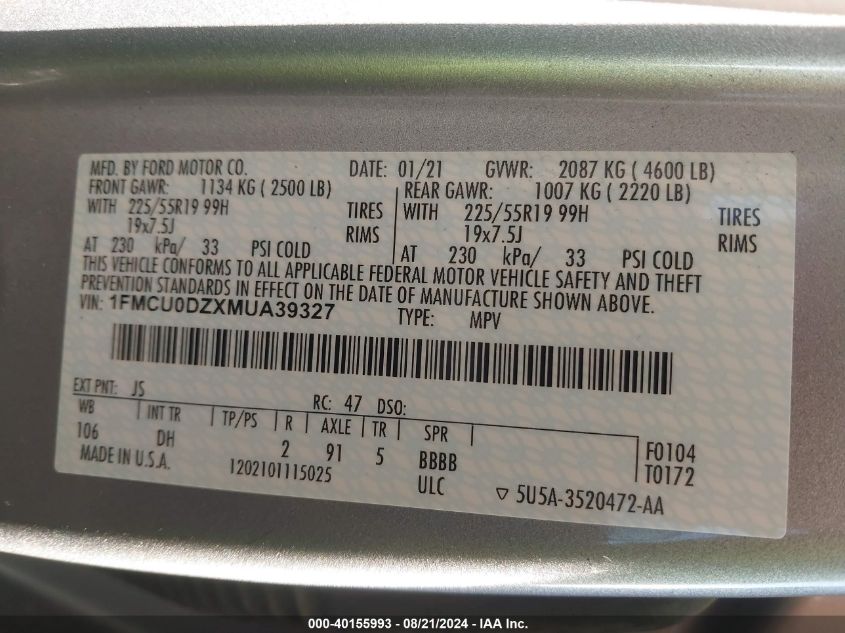 MFD. BY FORD MOTOR CO. DATE: 01/21 GVWR: 2087 KG ( 4600 LB)
FRONT GAWR: 1134 KG ( 2500 LB) REAR GAWR: 1007 KG ( 2220 LB)
WITH 225/55R19 99H TIRES WITH 225/55R19 99H TIRES
19x7.5J RIMS 19x7.5J RIMS
AT 230 kPa/ 33 PSI COLD AT 230 kPa/ 33 PSI COLD
THIS VEHICLE CONFORMS TO ALL APPLICABLE FEDERAL MOTOR VEHICLE SAFETY AND THEFT
PREVENTION STANDARDS IN EFFECT ON THE DATE OF MANUFACTURE SHOWN ABOVE.
VIN: 1FMCU0DZXMUA39327 TYPE: MPV
EXT PNT: JS RC: 47 DSO:
WB INT TR TP/PS R AXLE TR SPR
106 DH 2 91 5 BBBB F0104
MADE IN U.S.A. 1202101115025 ULC T0172
5U5A-3520472-AA
000-40155993 - 08/21/2024 - IAA Inc.